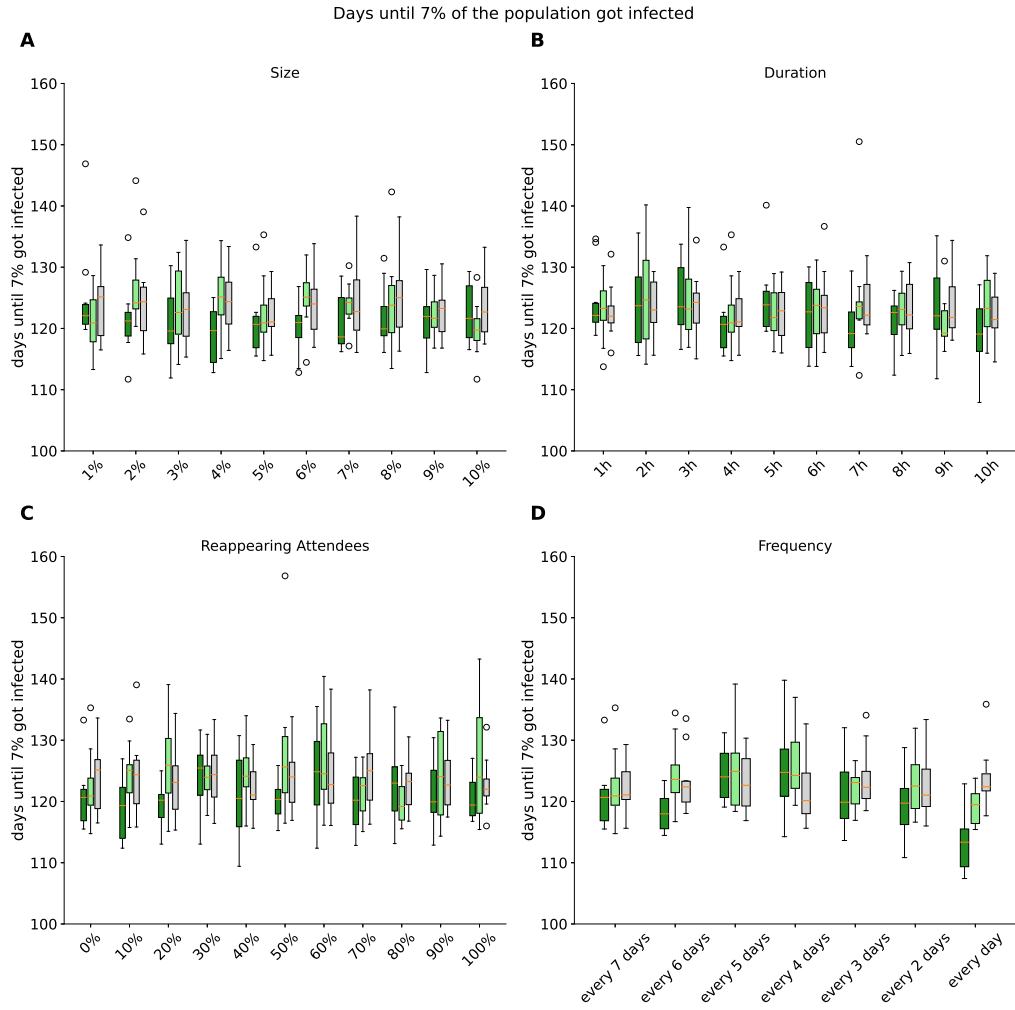 Days until 7% of the population got infected
A
Size
days until 7% got infected
160
150
140
130
120
110
100
1%
2%
3%
4%
5%
6%
7%
8%
9%
10%
B
Duration
days until 7% got infected
160
150
140
130
120
110
100
1h
2h
3h
4h
5h
6h
7h
8h
9h
10h
C
Reappearing Attendees
days until 7% got infected
160
150
140
130
120
110
100
0%
10%
20%
30%
40%
50%
60%
70%
80%
90%
100%
D
Frequency
days until 7% got infected
160
150
140
130
120
110
100
every 7 days
every 6 days
every 5 days
every 4 days
every 3 days
every 2 days
every day